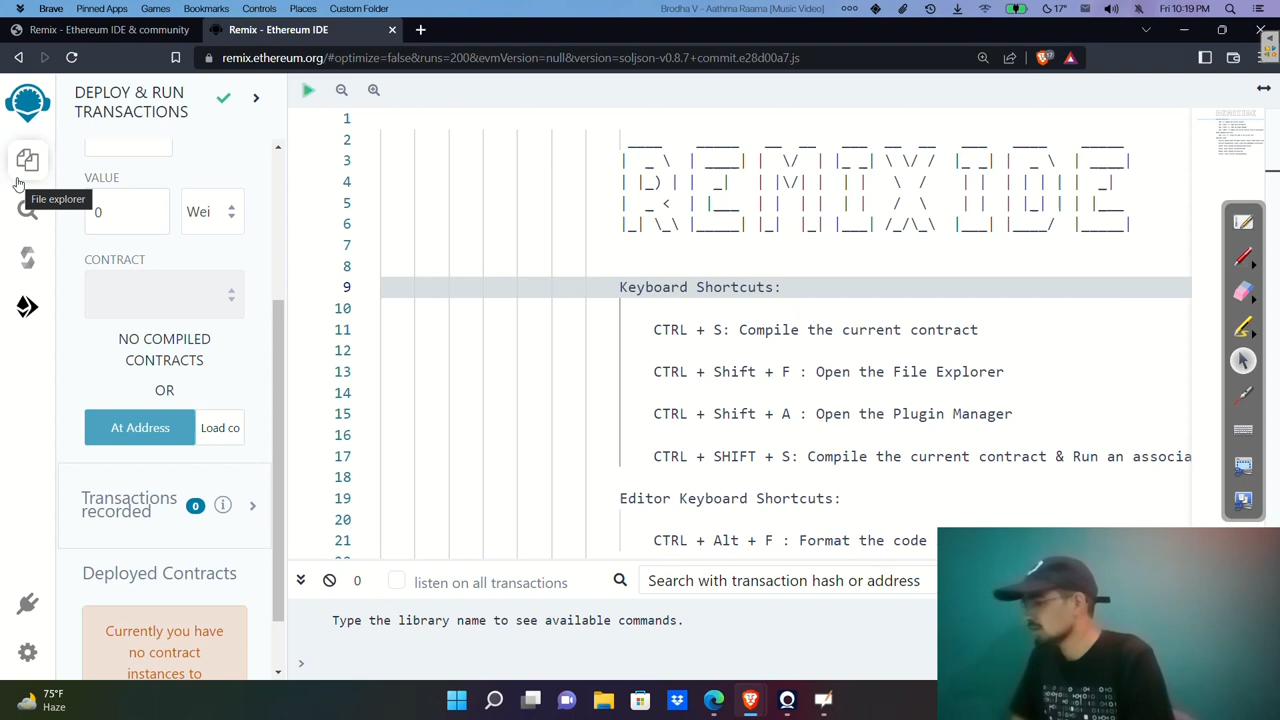 Brave Pinned Apps Games Bookmarks Controls Places Custom Folder Brodha V - Aathma Raama [Music Video] 17° Fri 10:19 PM
Remix - Ethereum IDE & community Remix - Ethereum IDE
remix.ethereum.org/#optimize=false&runs=200&evmVersion=null&version=soljson-v0.8.7+commit.e28d00a7.js
DEPLOY & RUN
TRANSACTIONS
File explorer
VALUE
0 Wei
CONTRACT
NO COMPILED
CONTRACTS
OR
At Address Load co
Transactions
recorded 0
Deployed Contracts
Currently you have
no contract
instances to
1
2
3
4
5
6
7
8
9 Keyboard Shortcuts:
10
11 CTRL + S: Compile the current contract
12
13 CTRL + Shift + F : Open the File Explorer
14
15 CTRL + Shift + A : Open the Plugin Manager
16
17 CTRL + SHIFT + S: Compile the current contract & Run an associa
18
19 Editor Keyboard Shortcuts:
20
21 CTRL + Alt + F : Format the code
REMIX IDE
0 listen on all transactions Search with transaction hash or address
Type the library name to see available commands.
>
75°F
Haze